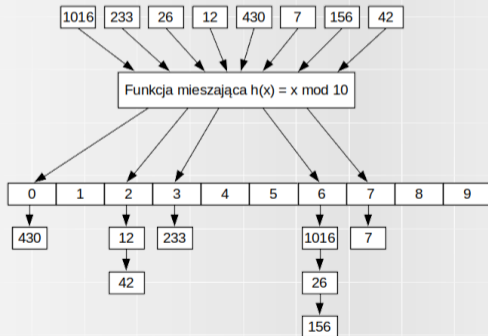 1016 233 26 12 430 7 156 42
Funkcja mieszająca h(x) = x mod 10
0 1 2 3 4 5 6 7 8 9
430 12 233 1016 7
42 26
156